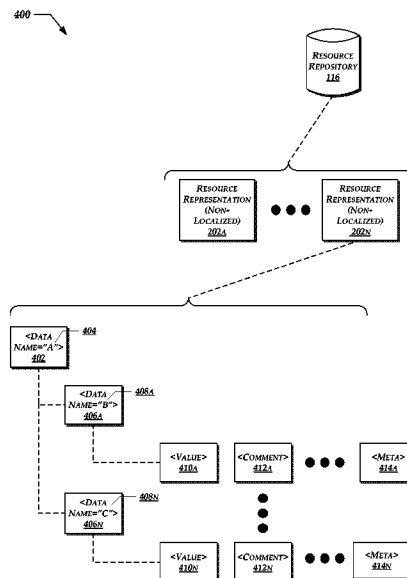 400
RESOURCE
REPOSITORY
116
RESOURCE
REPRESENTATION
(NON-
LOCALIZED)
202A
RESOURCE
REPRESENTATION
(NON-
LOCALIZED)
202N
<DATA
NAME="A">
402
404
<DATA
NAME="B">
406A
408A
<VALUE>
410A
<COMMENT>
412A
<META>
414A
<DATA
NAME="C">
406N
408N
<VALUE>
410N
<COMMENT>
412N
<META>
414N